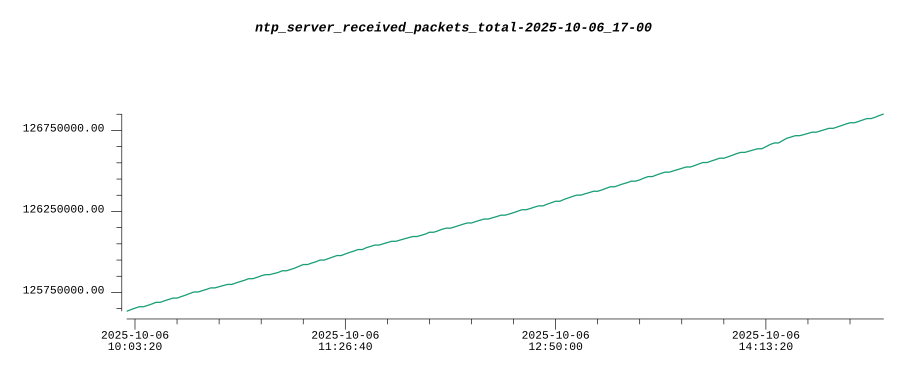 ntp_server_received_packets_total-2025-10-06_17-00
126750000.00
126250000.00
125750000.00
2025-10-06 2025-10-06 2025-10-06 2025-10-06
10:03:20 11:26:40 12:50:00 14:13:20